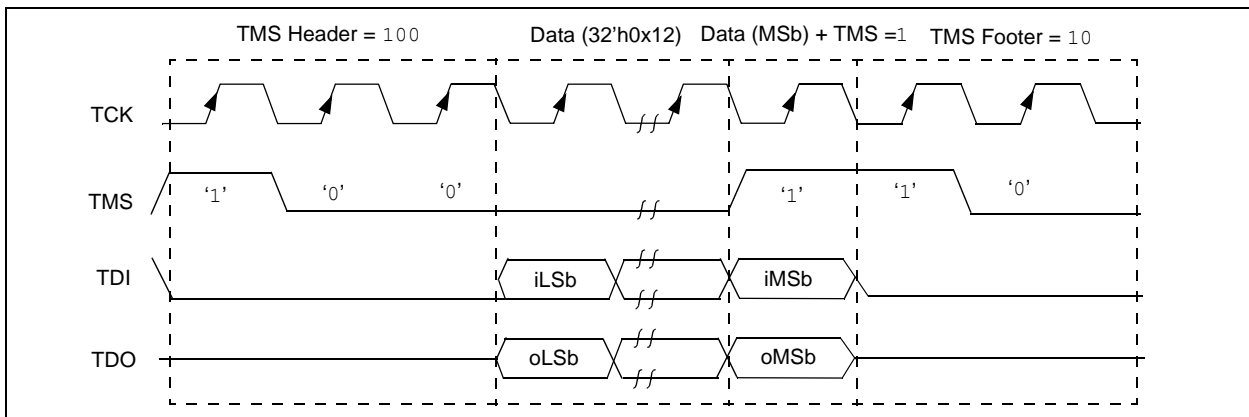 TMS Header = 100 Data (32'h0x12) Data (MSb) + TMS =1 TMS Footer = 10
TCK
TMS ‘1’ ‘0’ ‘0’ ‘1’ ‘1’ ‘0’
TDI iLSb iMSb
TDO oLSb oMSb